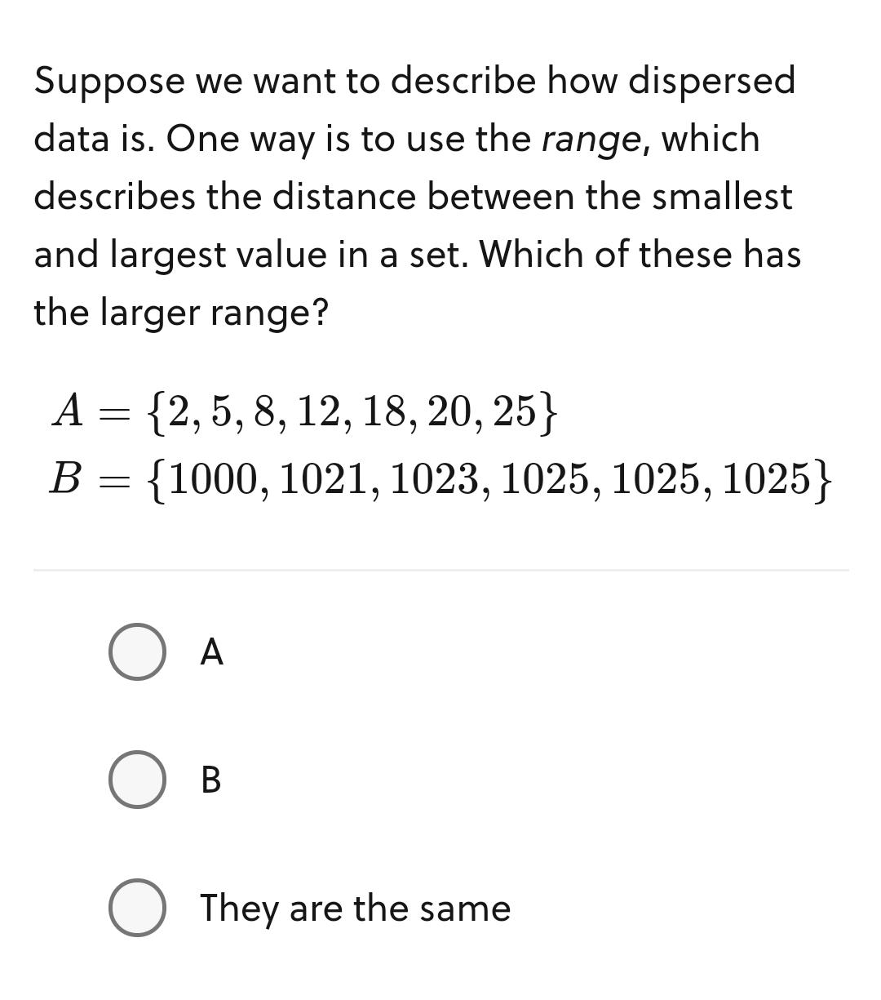 Suppose we want to describe how dispersed
data is. One way is to use the range, which
describes the distance between the smallest
and largest value in a set. Which of these has
the larger range?
A = {2, 5, 8, 12, 18, 20, 25}
B = {1000, 1021, 1023, 1025, 1025, 1025}
A
B
They are the same